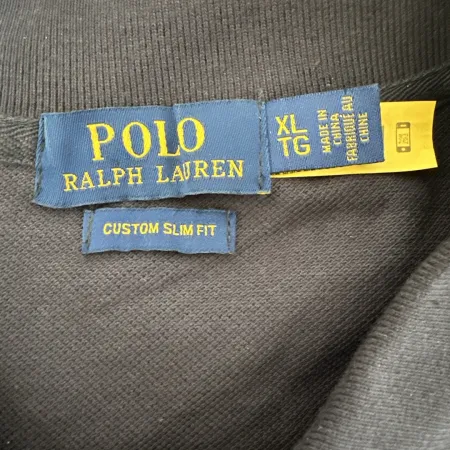 POLO
RALPH LAUREN
XL
TG
MADE IN
CHINA
FABRIQUÉ AU
CHINE
CUSTOM SLIM FIT